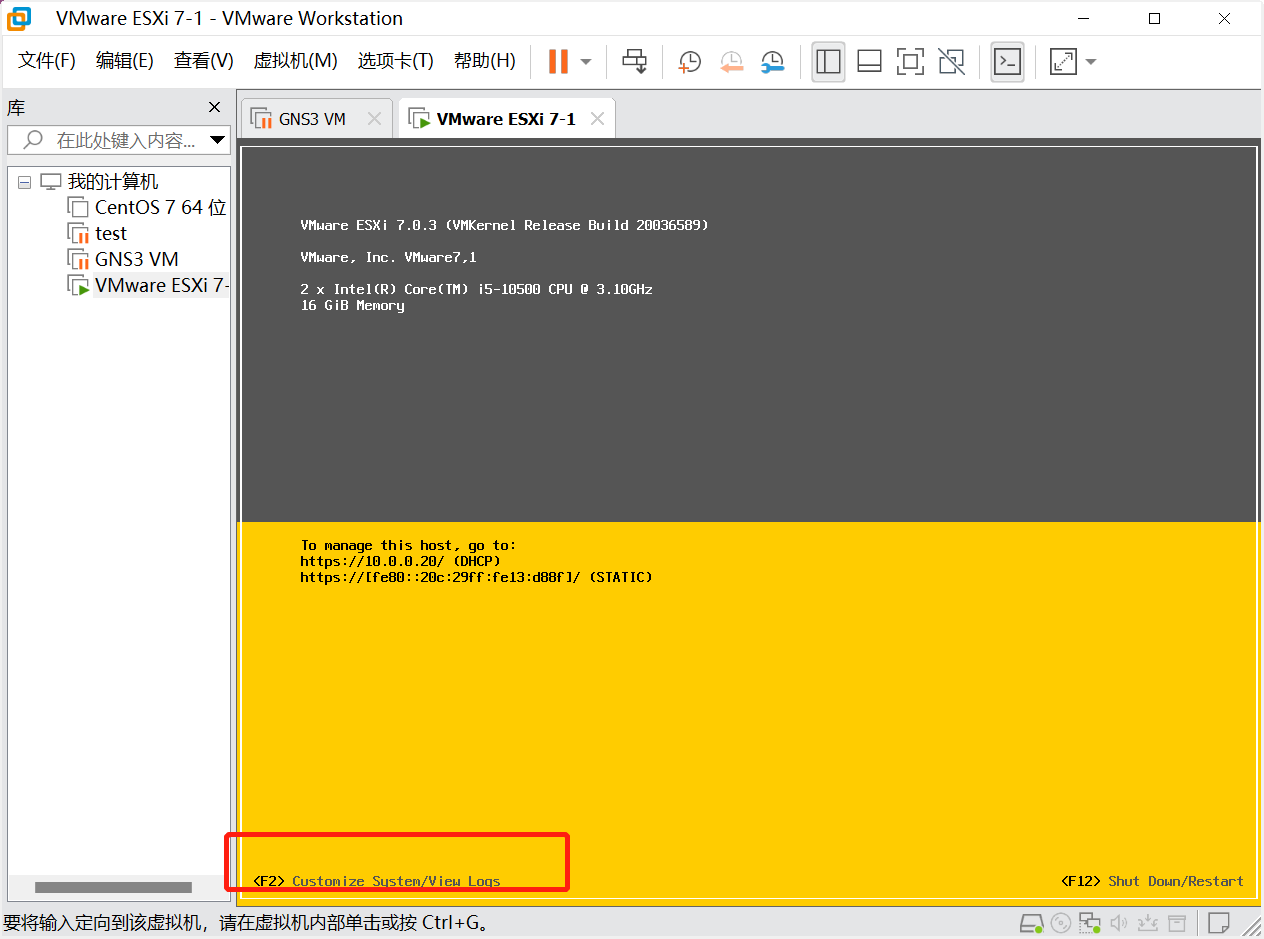 VMware ESXi 7-1 - VMware Workstation
文件(F) 编辑(E) 查看(V) 虚拟机(M) 选项卡(T) 帮助(H)
库
在此处键入内容...
我的计算机
CentOS 7 64 位
test
GNS3 VM
VMware ESXi 7-
GNS3 VM
VMware ESXi 7-1
VMware ESXi 7.0.3 (VMKernel Release Build 20036589)
VMware, Inc. VMware7,1
2 x Intel(R) Core(TM) i5-10500 CPU @ 3.10GHz
16 GiB Memory
To manage this host, go to:
https://10.0.0.20/ (DHCP)
https://[fe80::20c:29ff:fe13:d88f]/ (STATIC)
<F2> Customize System/View Logs
<F12> Shut Down/Restart
要将输入定向到该虚拟机，请在虚拟机内部单击或按 Ctrl+G。